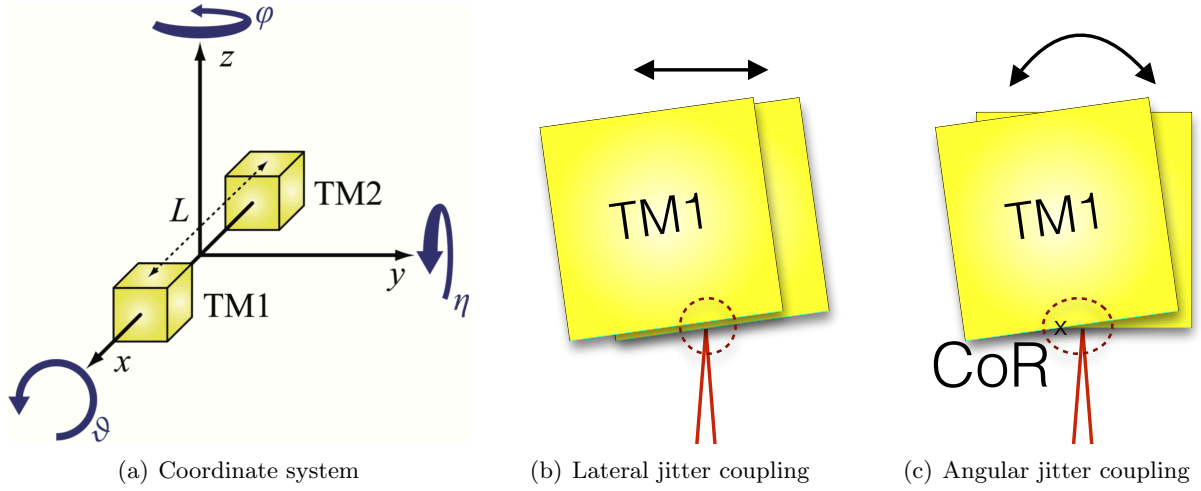 φ
z
TM2
L
y
TM1
η
x
ϑ
TM1
TM1
x
CoR
(a) Coordinate system
(b) Lateral jitter coupling
(c) Angular jitter coupling